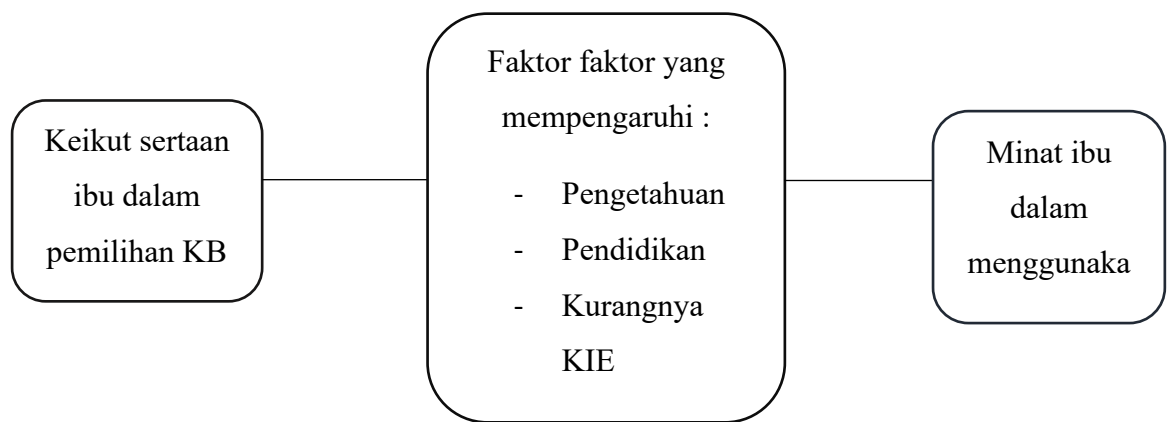 Keikut sertaan
ibu dalam
pemilihan KB
Faktor faktor yang
mempengaruhi :
- Pengetahuan
- Pendidikan
- Kurangnya
KIE
Minat ibu
dalam
menggunaka